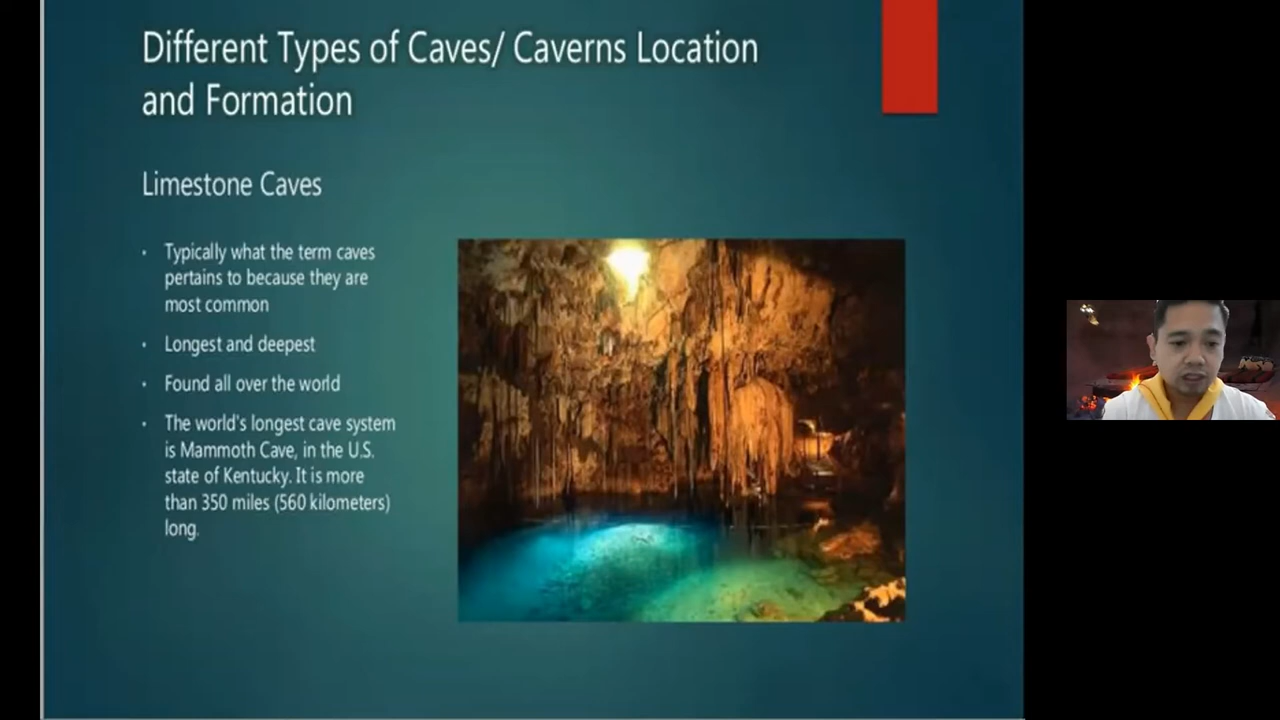 Different Types of Caves/ Caverns Location
and Formation
Limestone Caves
• Typically what the term caves
pertains to because they are
most common
• Longest and deepest
• Found all over the world
• The world's longest cave system
is Mammoth Cave, in the U.S.
state of Kentucky. It is more
than 350 miles (560 kilometers)
long.